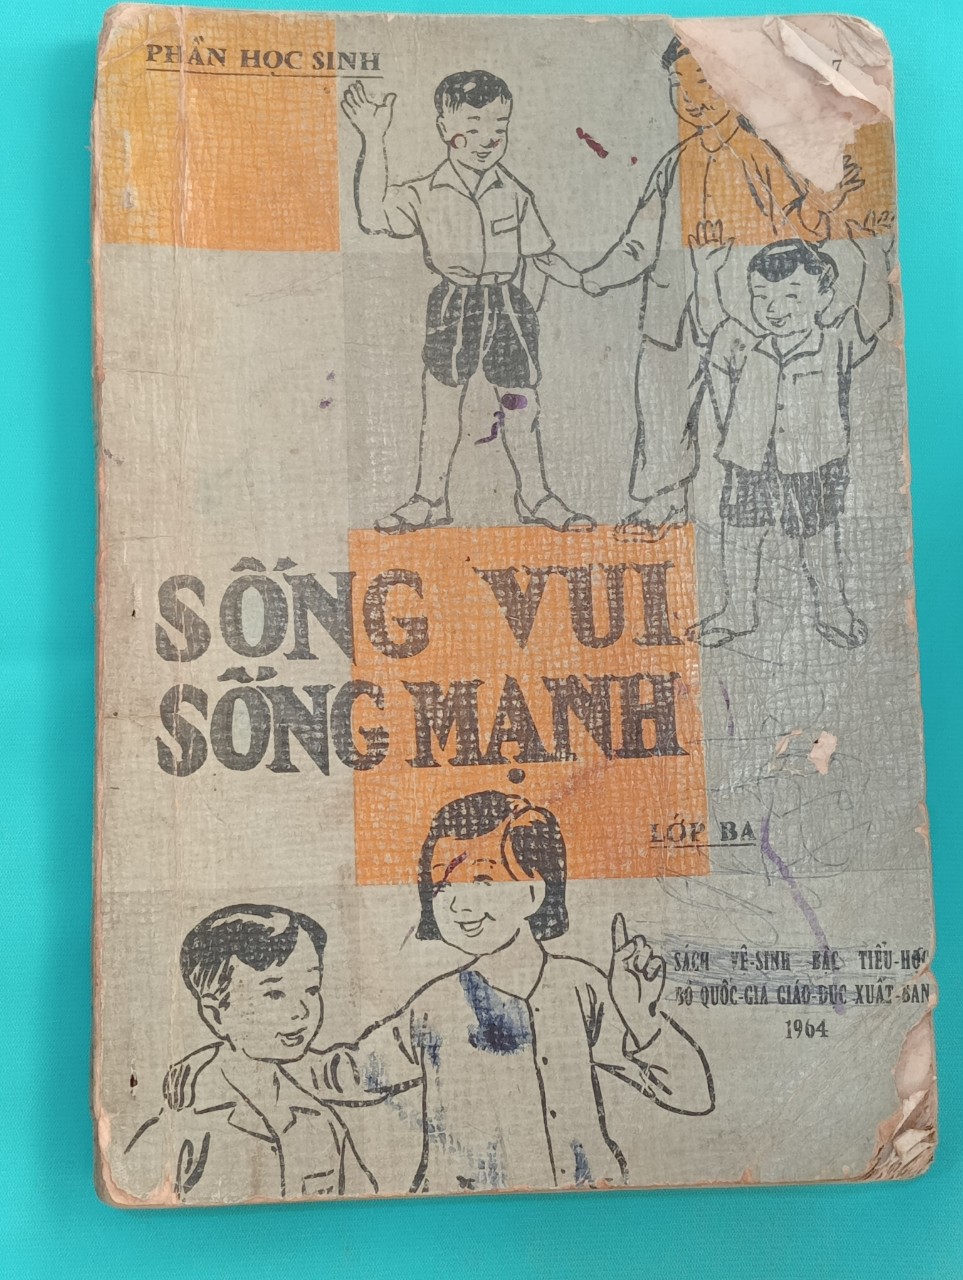 PHẦN HỌC SINH
7
SỐNG VUI
SỐNG MẠNH
LỚP BA
SÁCH VỆ-SINH BẬC TIỂU-HỌC
BỘ QUỐC-GIA GIÁO-DỤC XUẤT-BẢN
1964